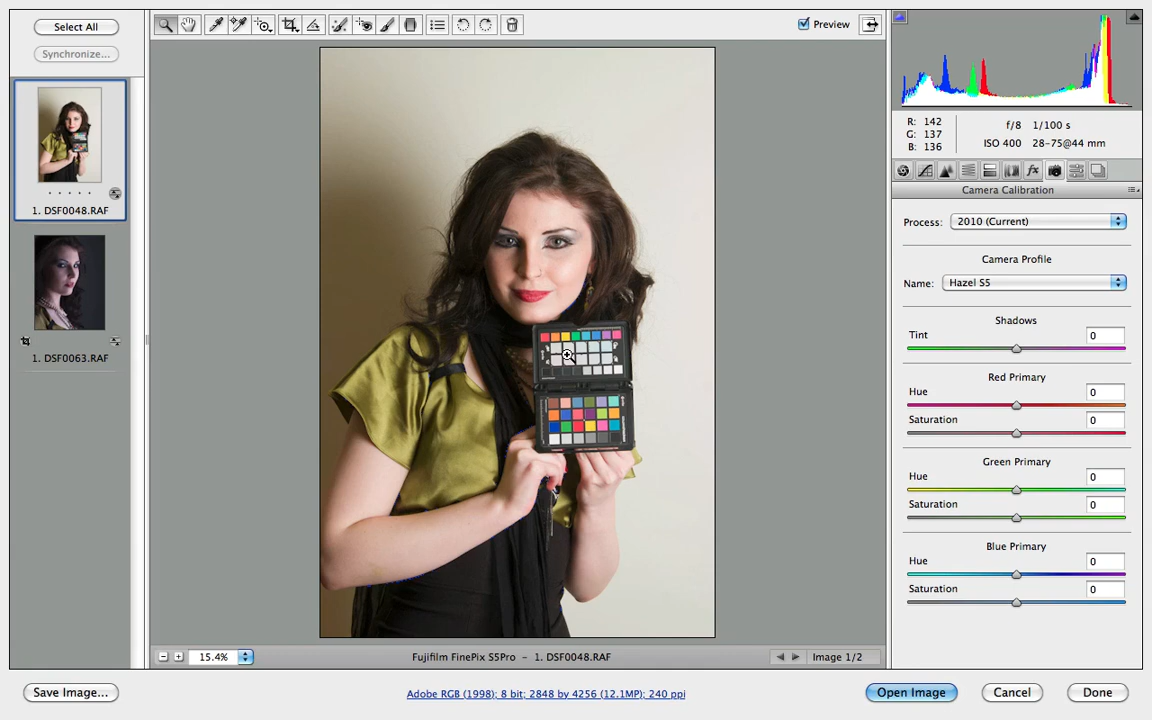 Select All
Synchronize...
1. DSF0048.RAF
1. DSF0063.RAF
Preview
R: 142
G: 137
B: 136
f/8 1/100 s
ISO 400 28-75@44 mm
fx
Camera Calibration
Process: 2010 (Current)
Camera Profile
Name: Hazel S5
Shadows
Tint 0
Red Primary
Hue 0
Saturation 0
Green Primary
Hue 0
Saturation 0
Blue Primary
Hue 0
Saturation 0
15.4%
Fujifilm FinePix S5Pro - 1. DSF0048.RAF
Image 1/2
Save Image...
Adobe RGB (1998); 8 bit; 2848 by 4256 (12.1MP); 240 ppi
Open Image
Cancel
Done